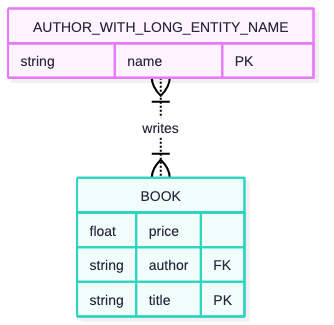 AUTHOR_WITH_LONG_ENTITY_NAME
string name PK
writes
BOOK
float price
string author FK
string title PK